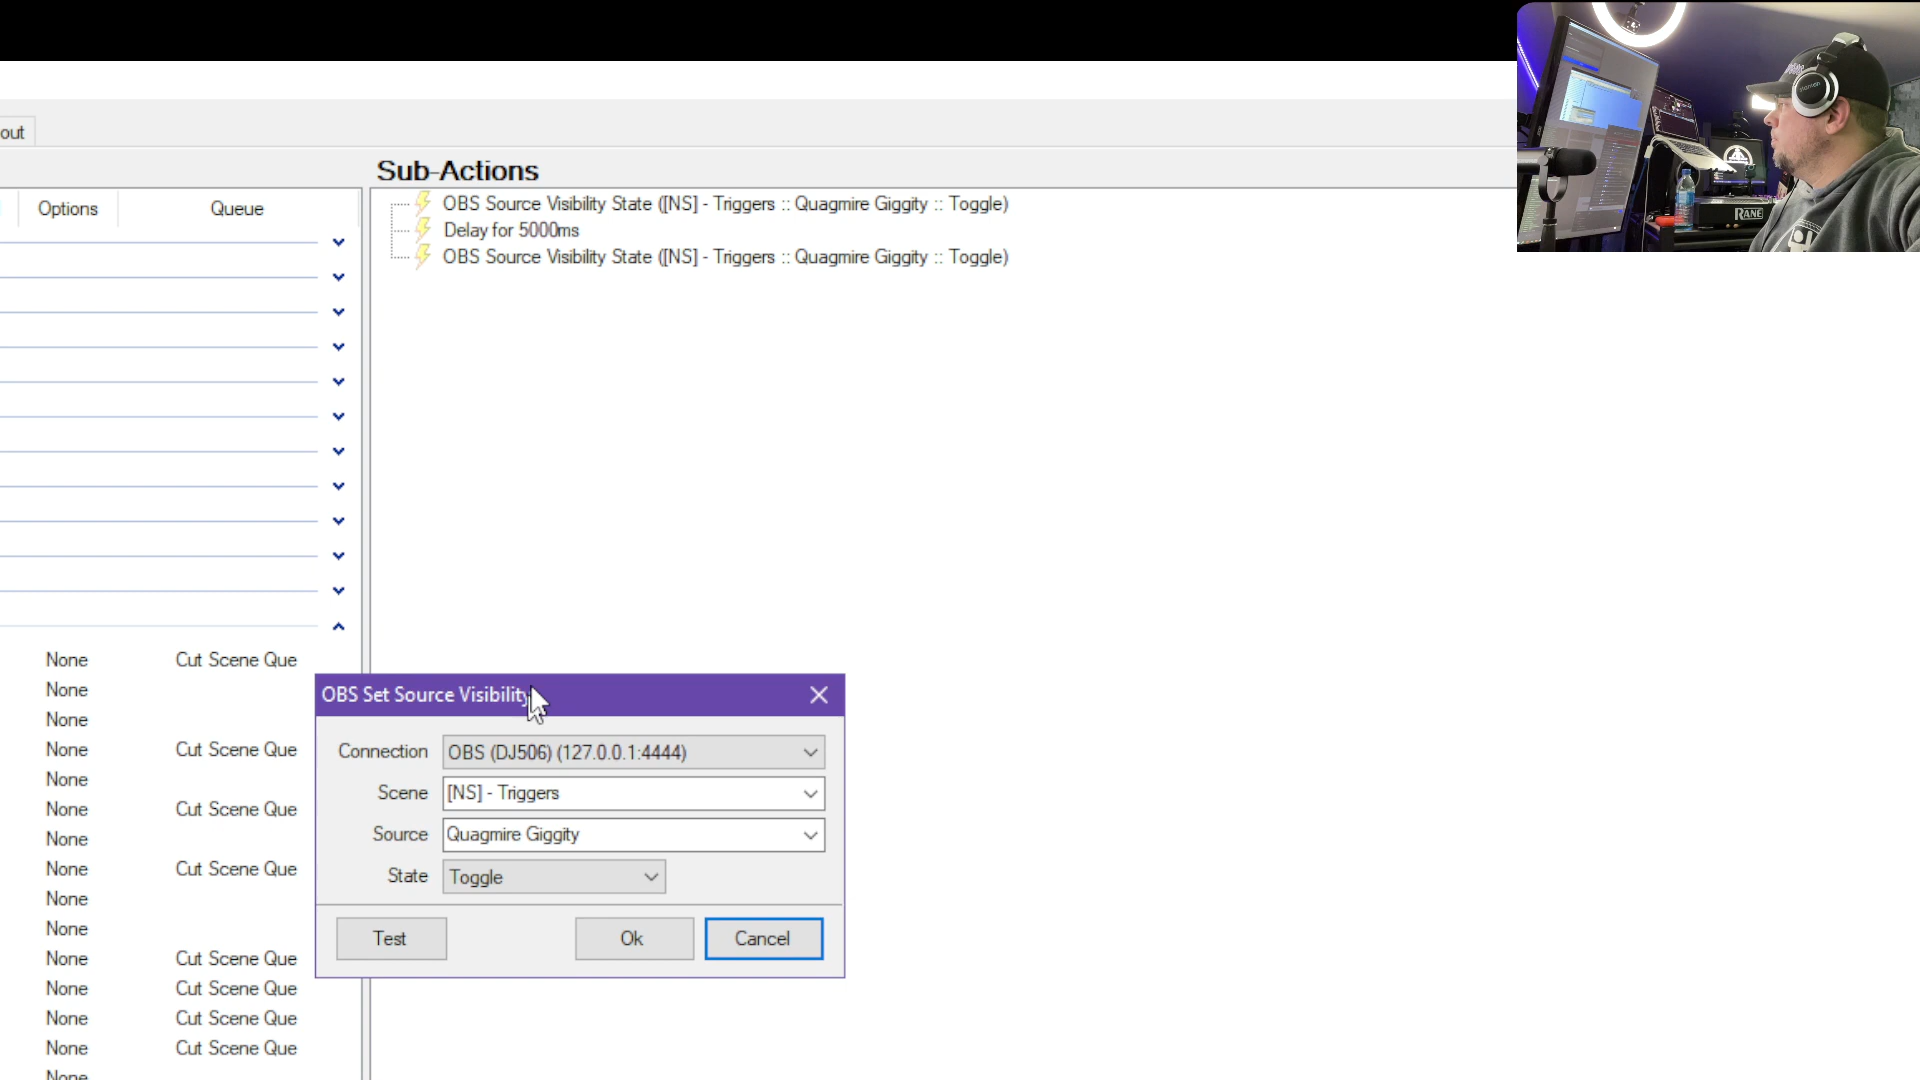 out
Sub-Actions
Options
Queue
OBS Source Visibility State ([NS] - Triggers :: Quagmire Giggity :: Toggle)
Delay for 5000ms
OBS Source Visibility State ([NS] - Triggers :: Quagmire Giggity :: Toggle)
None Cut Scene Que
None
None
None Cut Scene Que
None
None Cut Scene Que
None
None Cut Scene Que
None
None
None Cut Scene Que
None Cut Scene Que
None Cut Scene Que
None Cut Scene Que
None
OBS Set Source Visibility
Connection OBS (DJ506) (127.0.0.1:4444)
Scene [NS] - Triggers
Source Quagmire Giggity
State Toggle
Test Ok Cancel
RANE